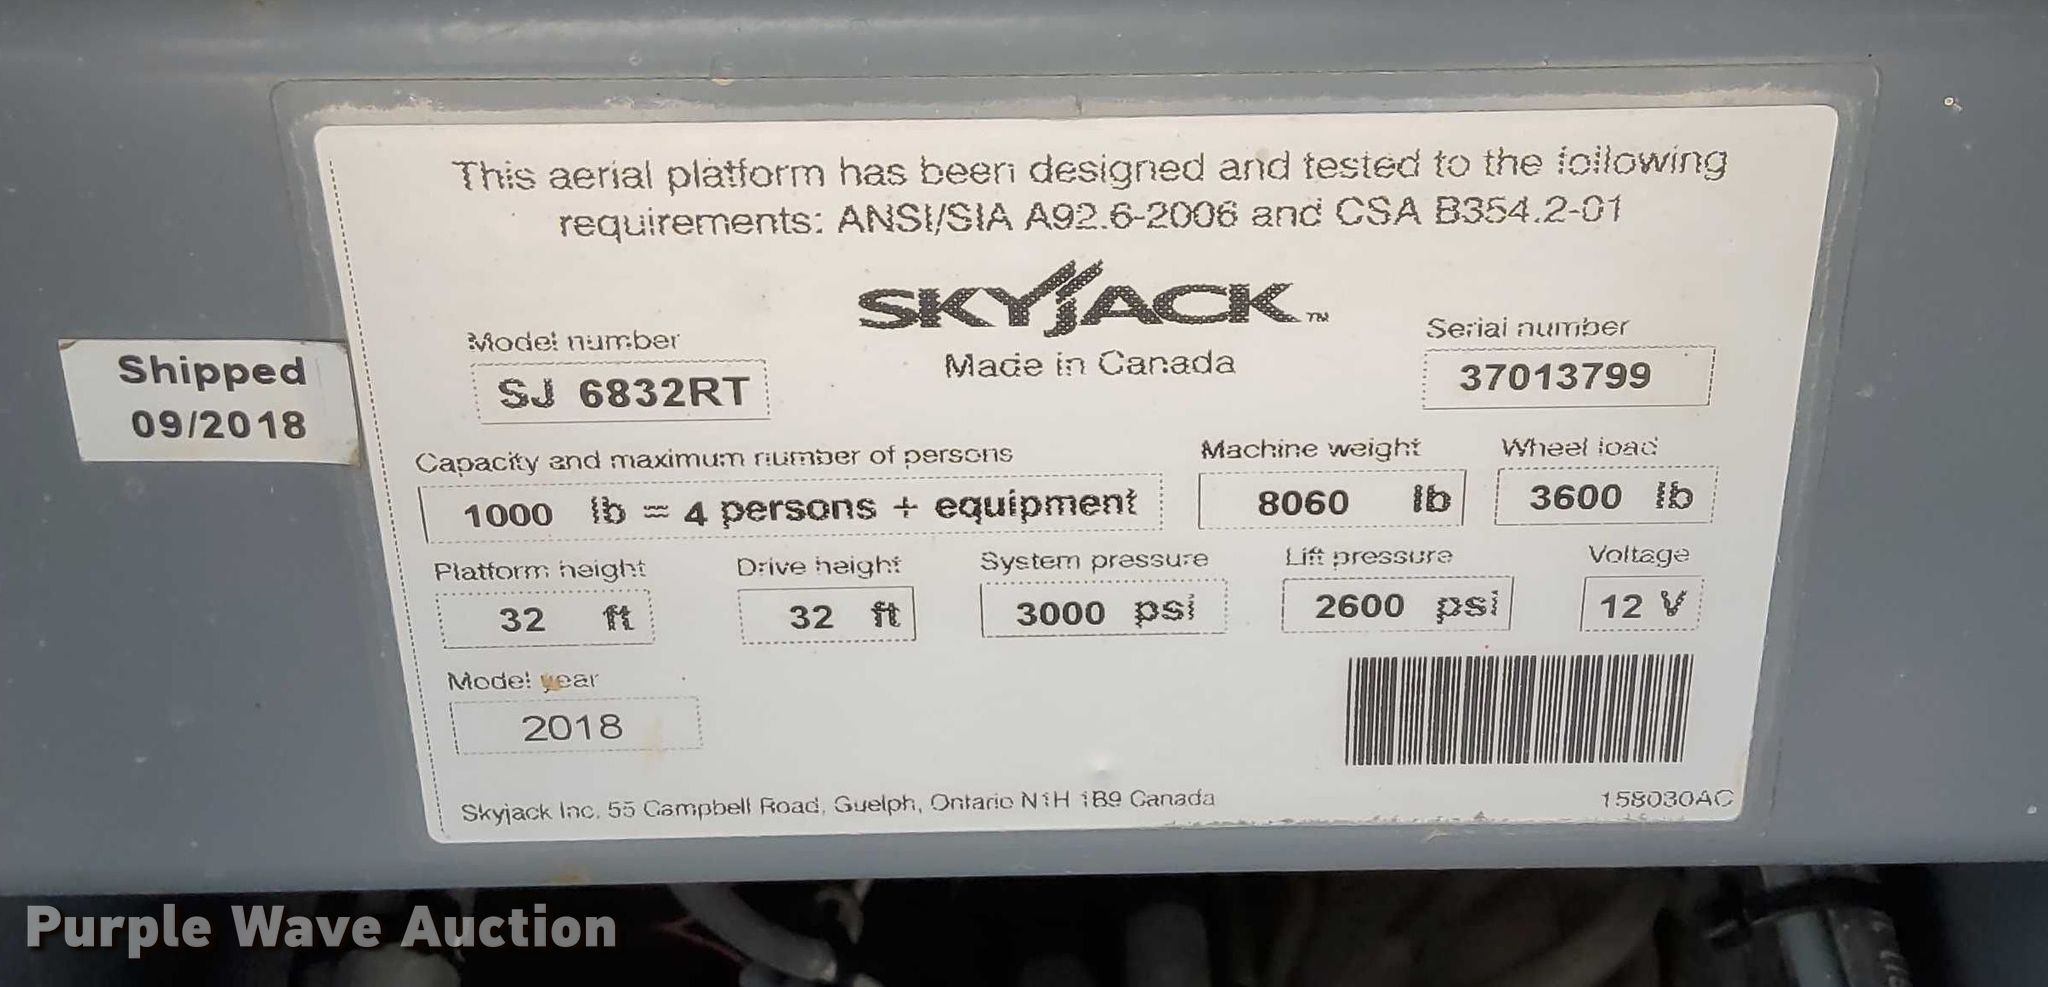 This aerial platform has been designed and tested to the following
requirements: ANSI/SIA A92.6-2006 and CSA B354.2-01
SKYJACK™
Made in Canada
Model number
SJ 6832RT
Serial number
37013799
Shipped
09/2018
Capacity and maximum number of persons
1000 lb = 4 persons + equipment
Machine weight
8060 lb
Wheel load
3600 lb
Platform height
32 ft
Drive height
32 ft
System pressure
3000 psi
Lift pressure
2600 psi
Voltage
12 V
Model year
2018
Skyjack Inc. 55 Campbell Road, Guelph, Ontario N1H 1B9 Canada
158030AC
Purple Wave Auction